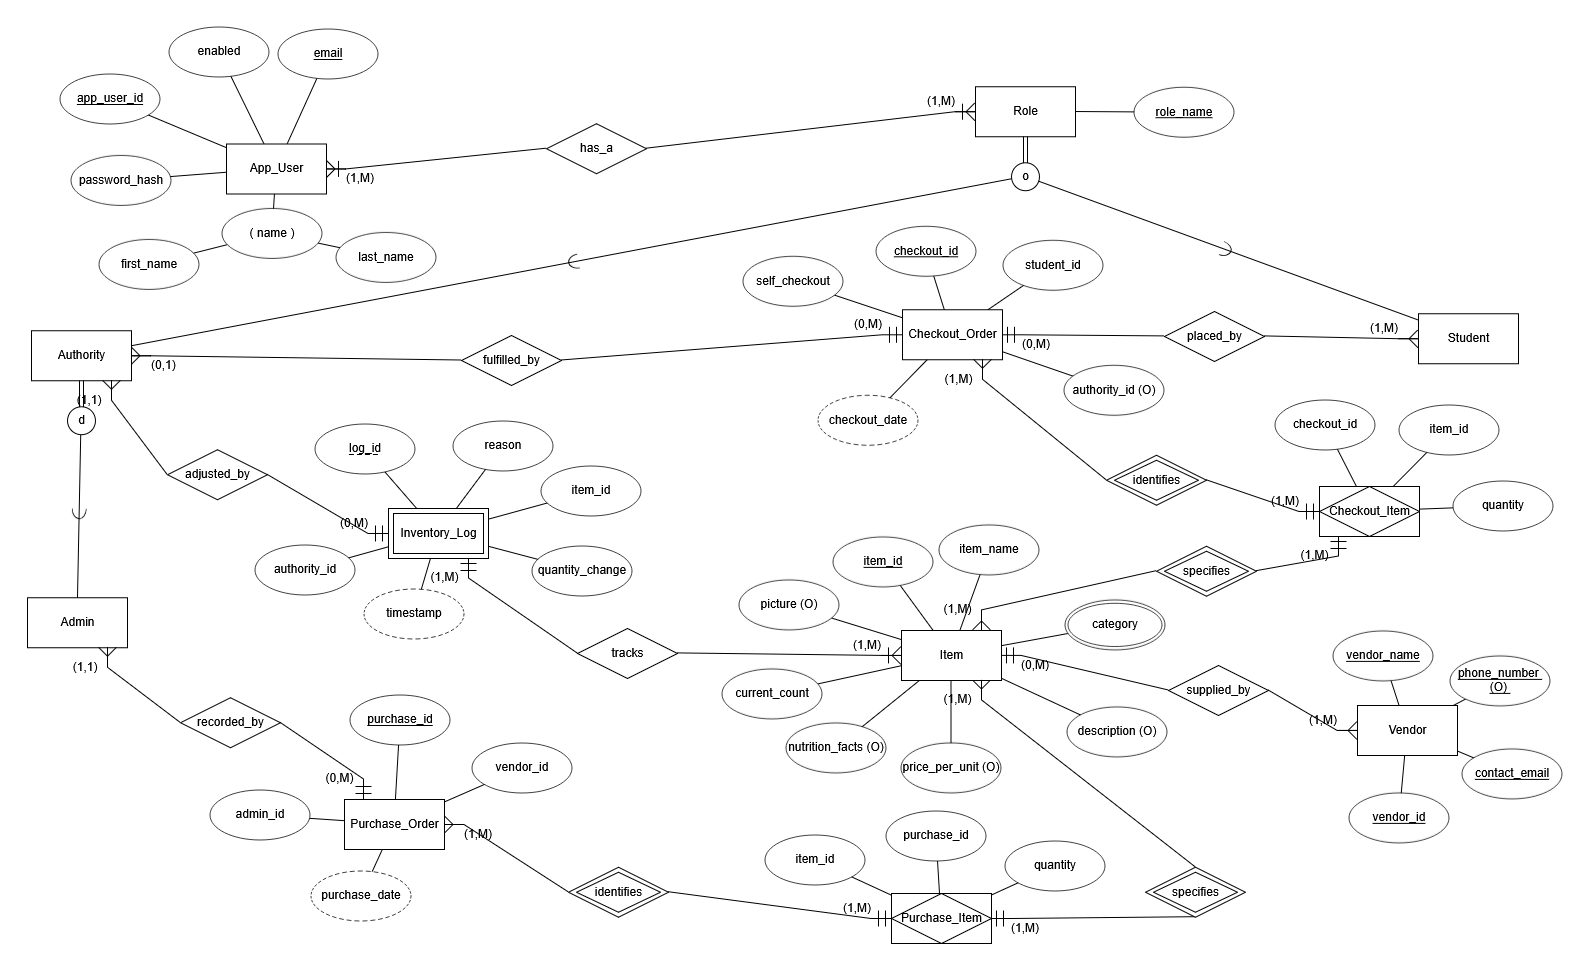 enabled
email
app_user_id
password_hash
App_User
( name )
first_name
last_name
(1,M)
has_a
(1,M)
Role
role_name
o
checkout_id
student_id
self_checkout
(0,M)
Checkout_Order
(0,M)
placed_by
(1,M)
Student
Authority
(0,1)
fulfilled_by
(1,M)
authority_id (O)
checkout_date
(1,1)
d
adjusted_by
log_id
reason
item_id
(0,M)
Inventory_Log
authority_id
quantity_change
(1,M)
timestamp
identifies
checkout_id
item_id
(1,M)
Checkout_Item
quantity
(1,M)
specifies
item_id
item_name
picture (O)
(1,M)
category
tracks
(1,M)
Item
(0,M)
current_count
(1,M)
nutrition_facts (O)
price_per_unit (O)
description (O)
supplied_by
(1,M)
vendor_name
phone_number
(O)
Vendor
contact_email
vendor_id
Admin
(1,1)
recorded_by
purchase_id
vendor_id
(0,M)
admin_id
Purchase_Order
(1,M)
purchase_date
identifies
item_id
purchase_id
quantity
(1,M)
Purchase_Item
(1,M)
specifies